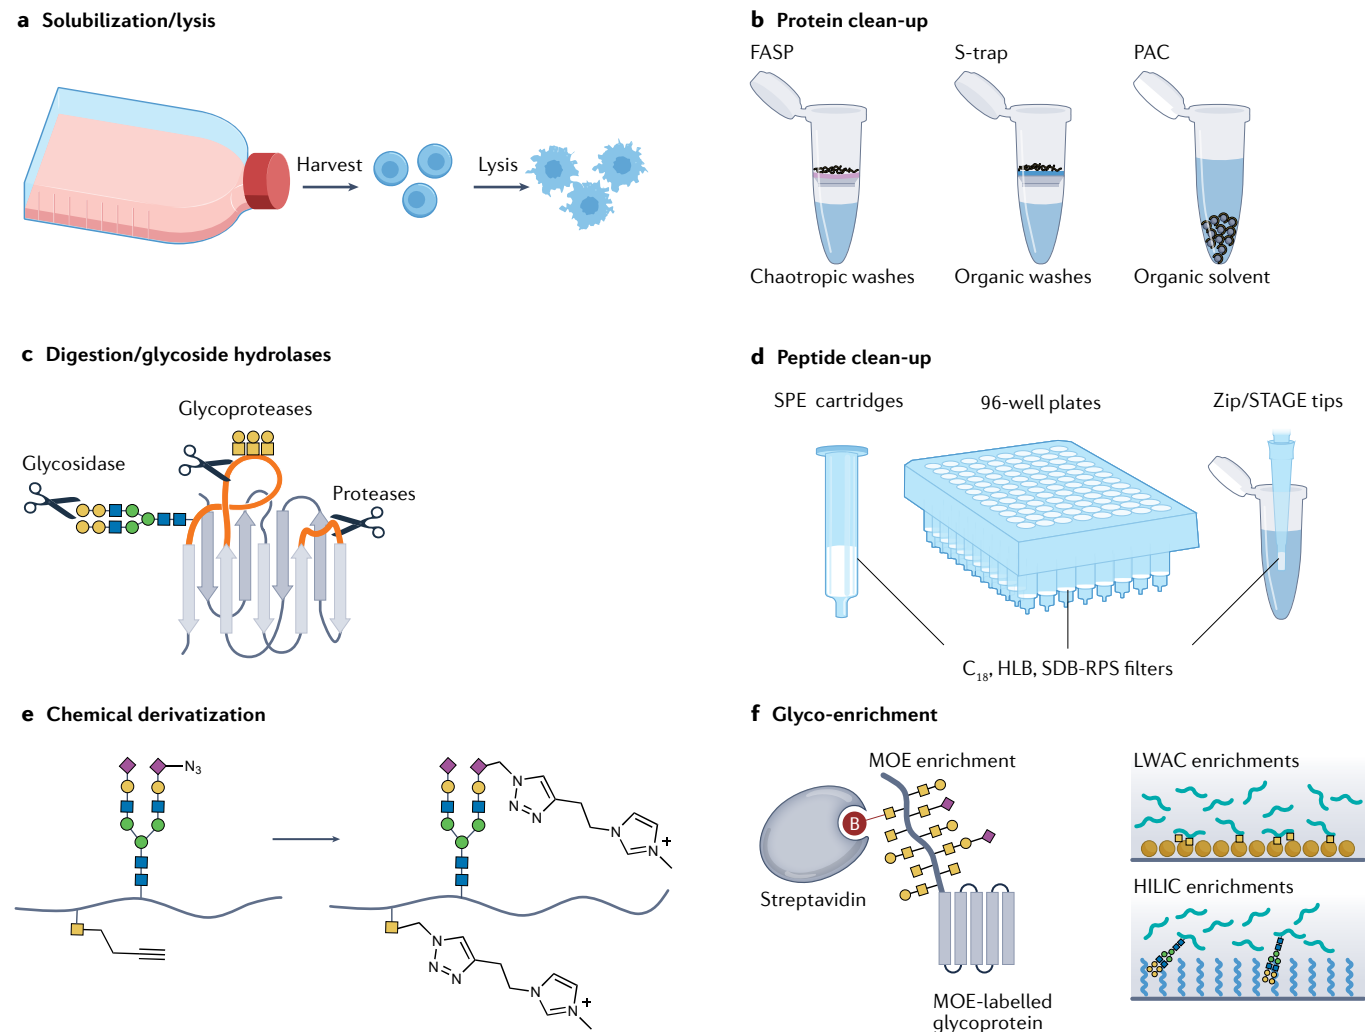 a Solubilization/lysis
Harvest
Lysis
b Protein clean-up
FASP
S-trap
PAC
Chaotropic washes
Organic washes
Organic solvent
c Digestion/glycoside hydrolases
Glycoproteases
Glycosidase
Proteases
d Peptide clean-up
SPE cartridges
96-well plates
Zip/STAGE tips
C18, HLB, SDB-RPS filters
e Chemical derivatization
N3
N
N
N
N
N
+
N
N
N
N
N
+
f Glyco-enrichment
MOE enrichment
B
Streptavidin
MOE-labelled
glycoprotein
LWAC enrichments
HILIC enrichments